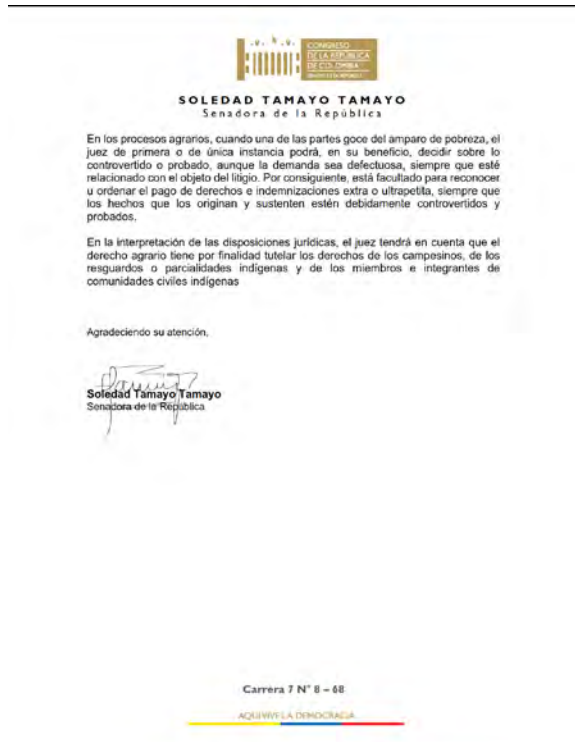 CONGRESO
DE LA REPÚBLICA
DE COLOMBIA
SOLEDAD TAMAYO TAMAYO
Senadora de la República
En los procesos agrarios, cuando una de las partes goce del amparo de pobreza, el
juez de primera o de única instancia podrá, en su beneficio, decidir sobre lo
controvertido o probado, aunque la demanda sea defectuosa, siempre que esté
relacionado con el objeto del litigio. Por consiguiente, está facultado para reconocer
u ordenar el pago de derechos e indemnizaciones extra o ultrapetita, siempre que
los hechos que los originan y sustenten estén debidamente controvertidos y
probados.
En la interpretación de las disposiciones jurídicas, el juez tendrá en cuenta que el
derecho agrario tiene por finalidad tutelar los derechos de los campesinos, de los
resguardos o parcialidades indígenas y de los miembros e integrantes de
comunidades civiles indígenas
Agradeciendo su atención,
Soledad Tamayo Tamayo
Senadora de la República
Carrera 7 N° 8 – 68
AQUÍ VIVE LA DEMOCRACIA